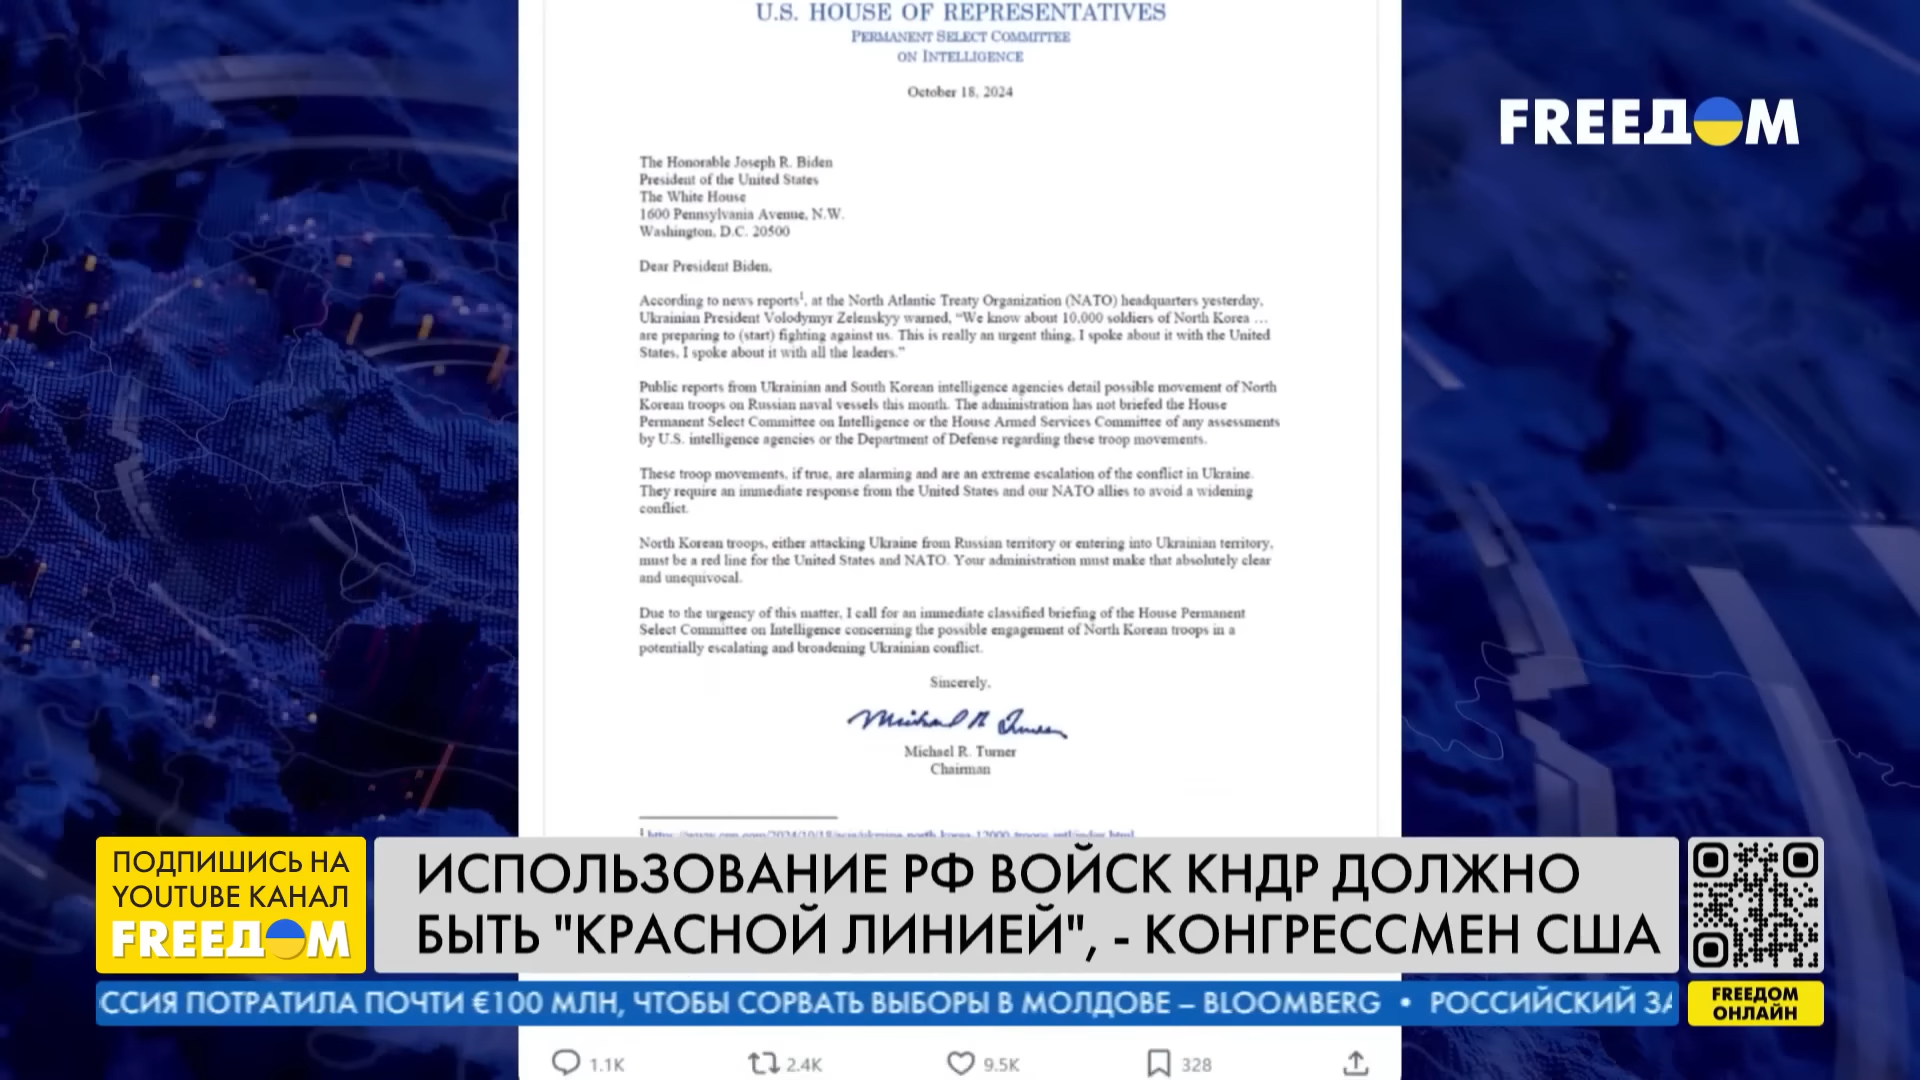 U.S. HOUSE OF REPRESENTATIVES
PERMANENT SELECT COMMITTEE
ON INTELLIGENCE
October 18, 2024
FREEДOM
The Honorable Joseph R. Biden
President of the United States
The White House
1600 Pennsylvania Avenue, N.W.
Washington, D.C. 20500
Dear President Biden,
According to news reports¹, at the North Atlantic Treaty Organization (NATO) headquarters yesterday,
Ukrainian President Volodymyr Zelenskyy warned, “We know about 10,000 soldiers of North Korea …
are preparing to (start) fighting against us. This is really an urgent thing, I spoke about it with the United
States, I spoke about it with all the leaders.”
Public reports from Ukrainian and South Korean intelligence agencies detail possible movement of North
Korean troops on Russian naval vessels this month. The administration has not briefed the House
Permanent Select Committee on Intelligence or the House Armed Services Committee of any assessments
by U.S. intelligence agencies or the Department of Defense regarding these troop movements.
These troop movements, if true, are alarming and are an extreme escalation of the conflict in Ukraine.
They require an immediate response from the United States and our NATO allies to avoid a widening
conflict.
North Korean troops, either attacking Ukraine from Russian territory or entering into Ukrainian territory,
must be a red line for the United States and NATO. Your administration must make that absolutely clear
and unequivocal.
Due to the urgency of this matter, I call for an immediate classified briefing of the House Permanent
Select Committee on Intelligence concerning the possible engagement of North Korean troops in a
potentially escalating and broadening Ukrainian conflict.
Sincerely,
Michael R. Turner
Michael R. Turner
Chairman
ПОДПИШИСЬ НА
YOUTUBE КАНАЛ
FREEДOM
ИСПОЛЬЗОВАНИЕ РФ ВОЙСК КНДР ДОЛЖНО
БЫТЬ "КРАСНОЙ ЛИНИЕЙ", - КОНГРЕССМЕН США
ССИЯ ПОТРАТИЛА ПОЧТИ €100 МЛН, ЧТОБЫ СОРВАТЬ ВЫБОРЫ В МОЛДОВЕ – BLOOMBERG • РОССИЙСКИЙ ЗА
FREEДOM
ОНЛАЙН
1.1K 2.4K 9.5K 328